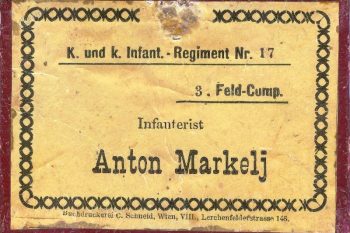 K. und k. Infant.-Regiment Nr. 17
3. Feld-Comp.
Infanterist
Anton Markelj
Buchdruckerei C. Schneid, Wien, VIII., Lerchenfelderstrasse 146.